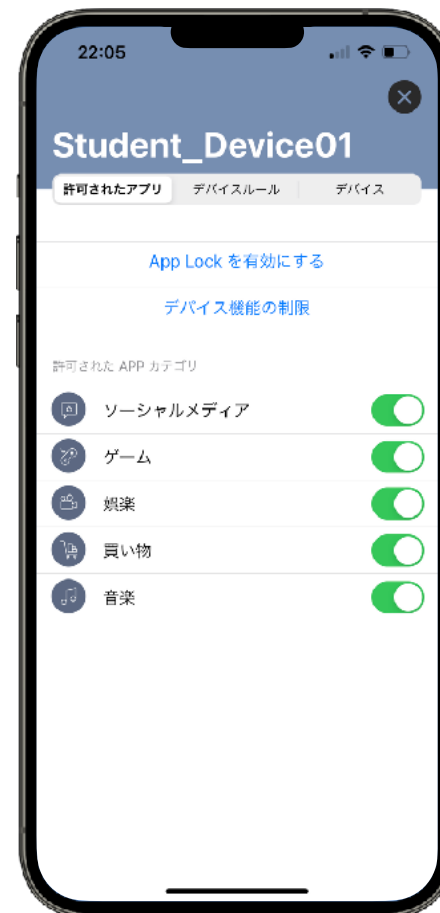 22:05
Student_Device01
許可されたアプリ デバイスルール デバイス
App Lock を有効にする
デバイス機能の制限
許可された APP カテゴリ
ソーシャルメディア
ゲーム
娯楽
買い物
音楽